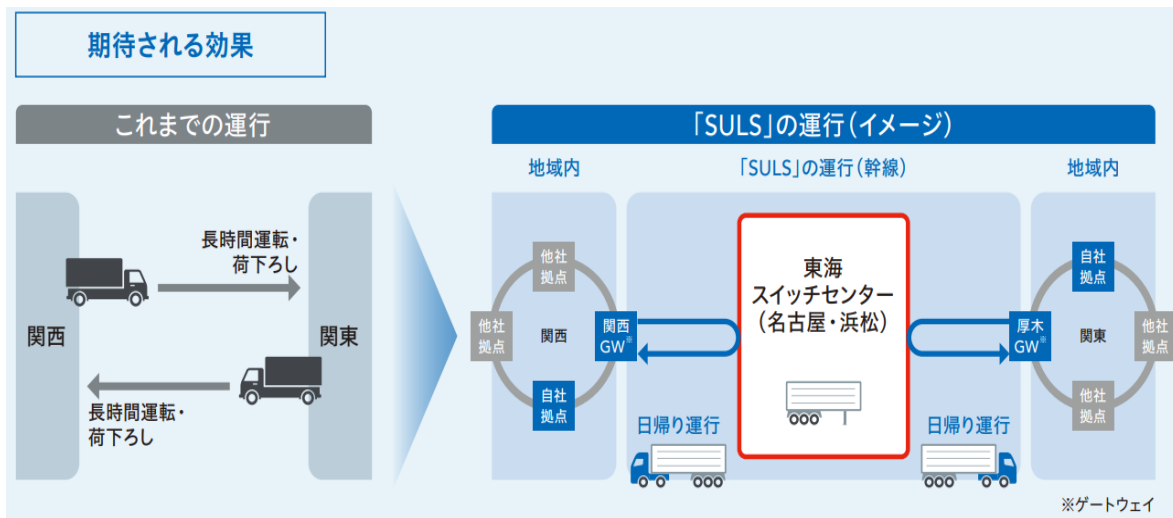 期待される効果
これまでの運行
関西
長時間運転・
荷下ろし
長時間運転・
荷下ろし
関東
「SULS」の運行（イメージ）
地域内
「SULS」の運行（幹線）
地域内
他社
拠点
他社
拠点
関西
関西
GW※
自社
拠点
東海
スイッチセンター
（名古屋・浜松）
日帰り運行
日帰り運行
自社
拠点
厚木
GW※
関東
他社
拠点
他社
拠点
※ゲートウェイ